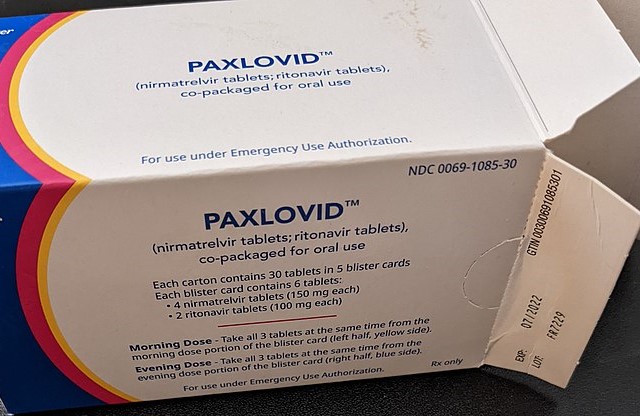 PAXLOVID™
(nirmatrelvir tablets; ritonavir tablets),
co-packaged for oral use
For use under Emergency Use Authorization.
NDC 0069-1085-30
PAXLOVID™
(nirmatrelvir tablets; ritonavir tablets),
co-packaged for oral use
Each carton contains 30 tablets in 5 blister cards
Each blister card contains 6 tablets:
• 4 nirmatrelvir tablets (150 mg each)
• 2 ritonavir tablets (100 mg each)
Morning Dose - Take all 3 tablets at the same time from the
morning dose portion of the blister card (left half, yellow side).
Evening Dose - Take all 3 tablets at the same time from the
evening dose portion of the blister card (right half, blue side).
For use under Emergency Use Authorization.
Rx only
GTIN 00300691085301
EXP: 07/2022
LOT: FR7229